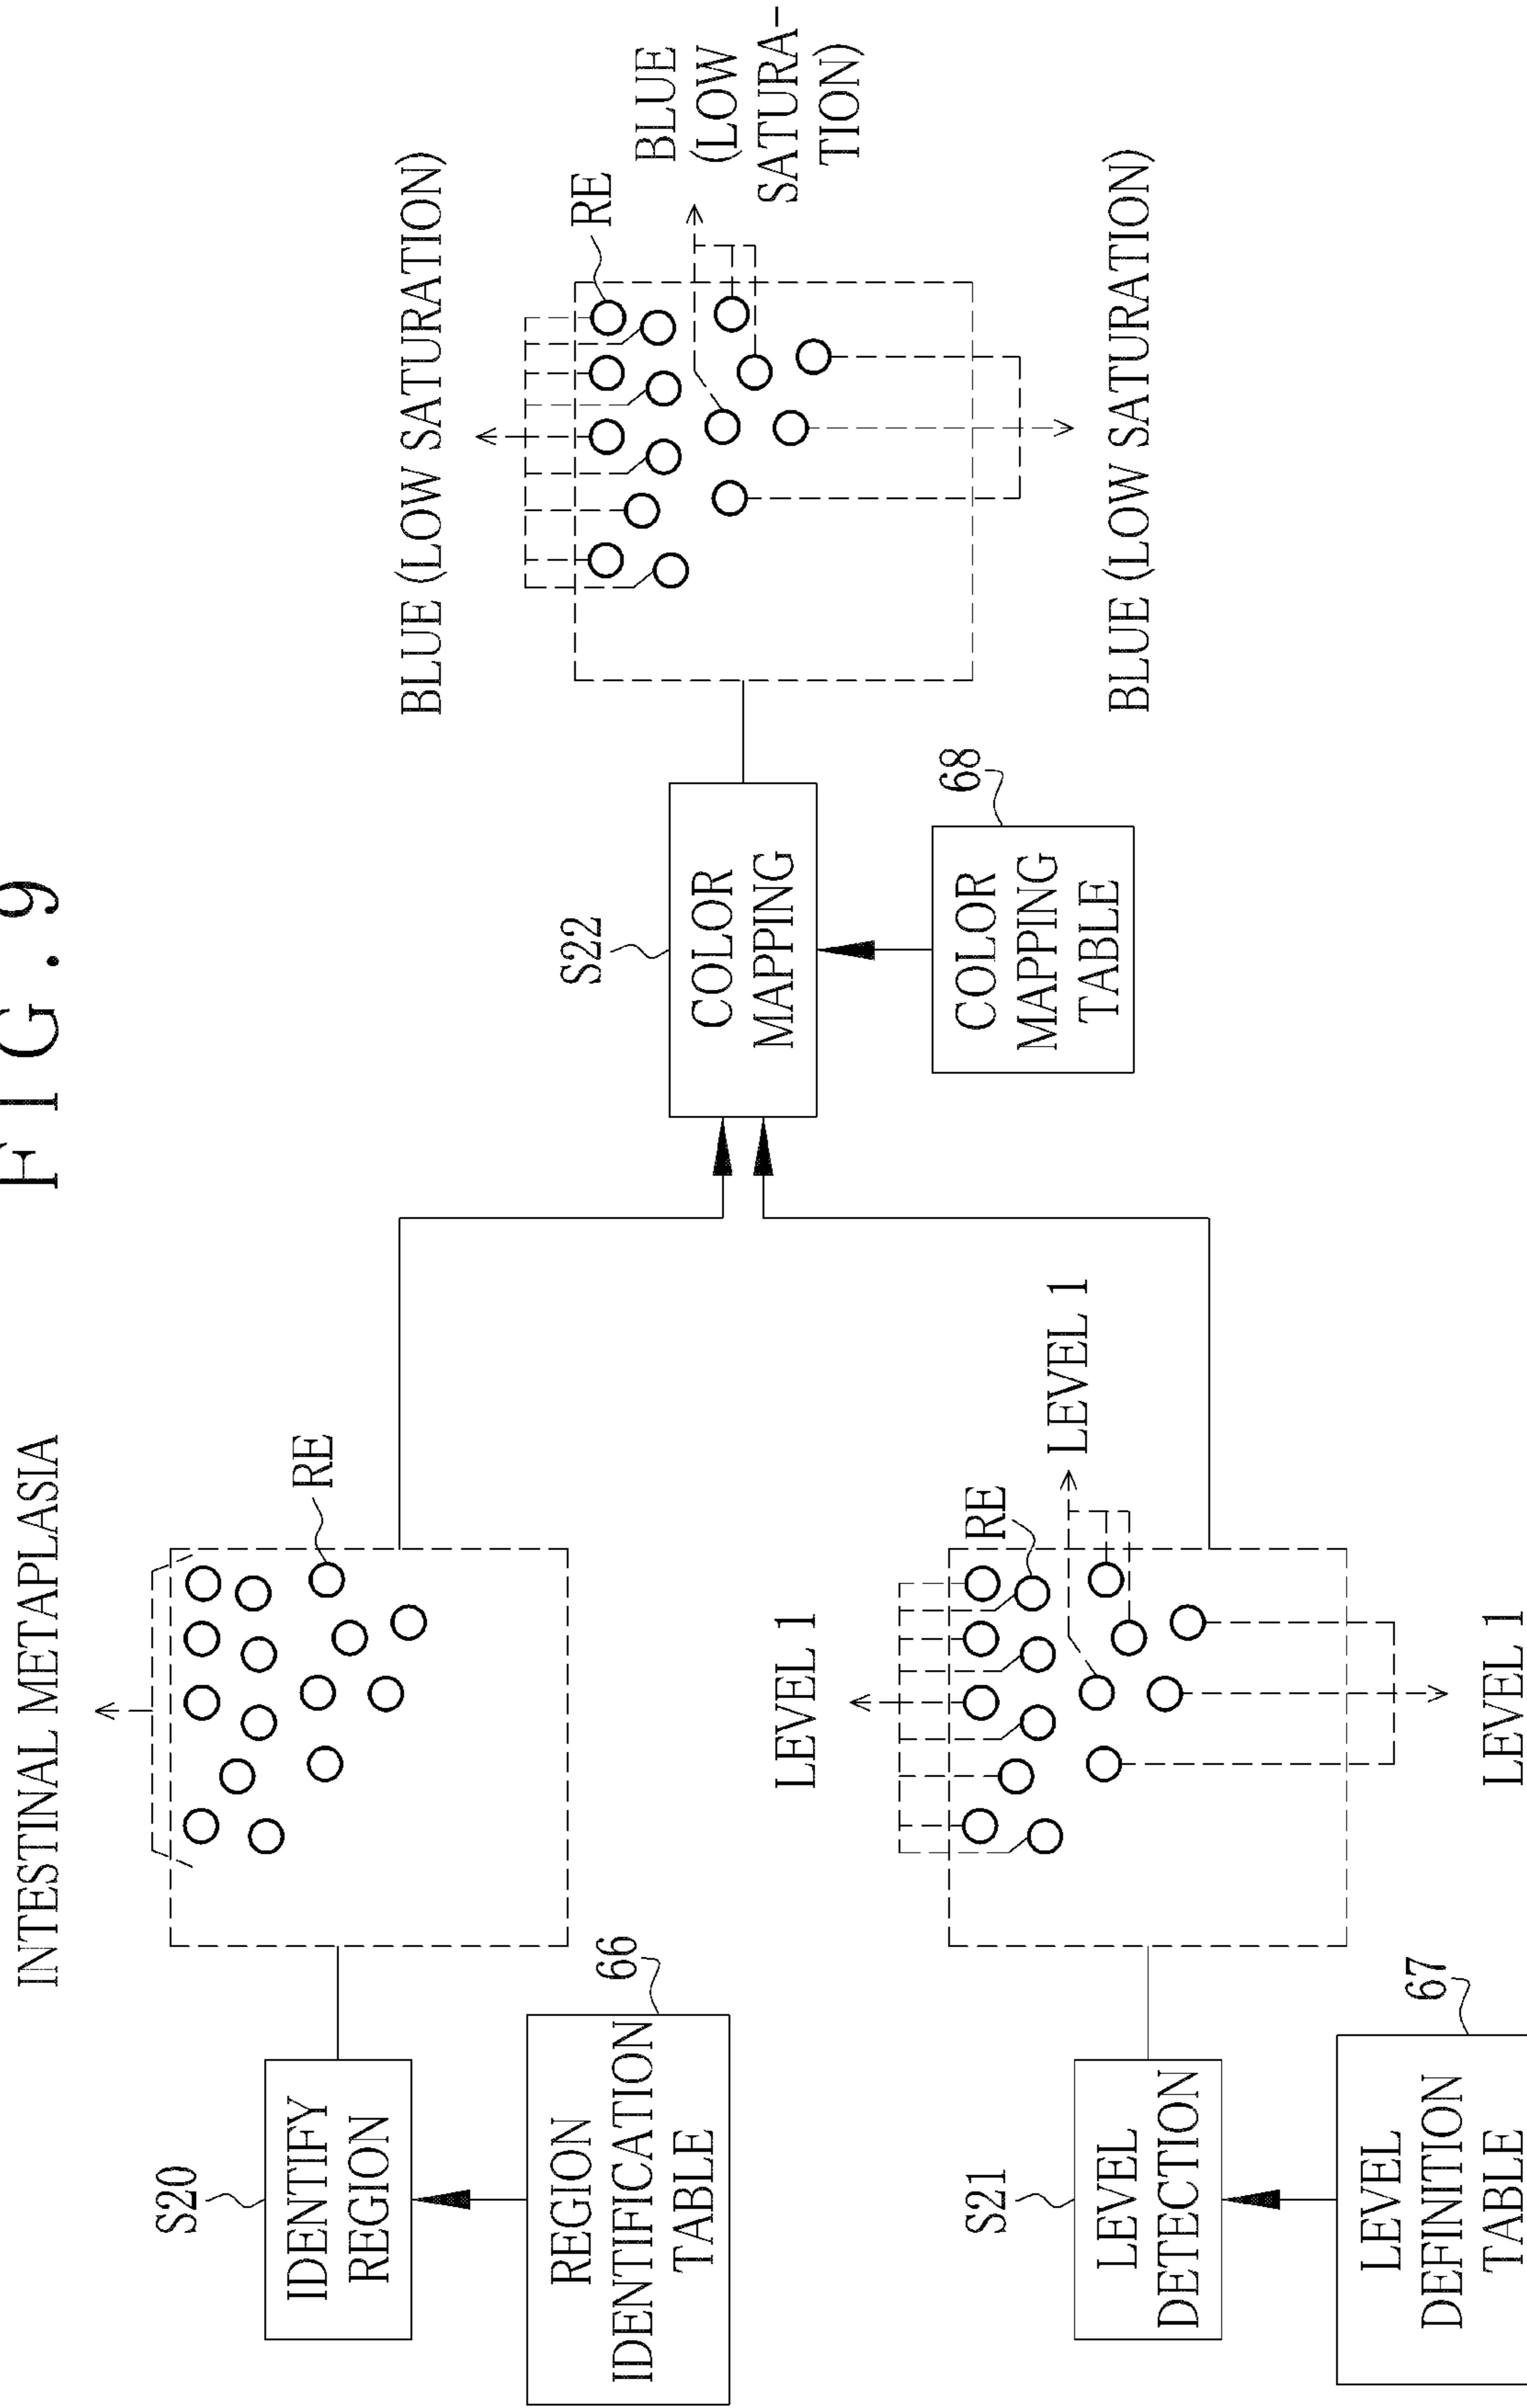 FIG. 9
INTESTINAL METAPLASIA
S20
IDENTIFY
REGION
RE
REGION
IDENTIFICATION
TABLE
66
S21
LEVEL
DETECTION
LEVEL 1
RE
LEVEL 1
LEVEL 1
LEVEL
DEFINITION
TABLE
67
S22
COLOR
MAPPING
COLOR
MAPPING
TABLE
68
BLUE (LOW SATURATION)
RE
BLUE
(LOW
SATURA-
TION)
BLUE (LOW SATURATION)